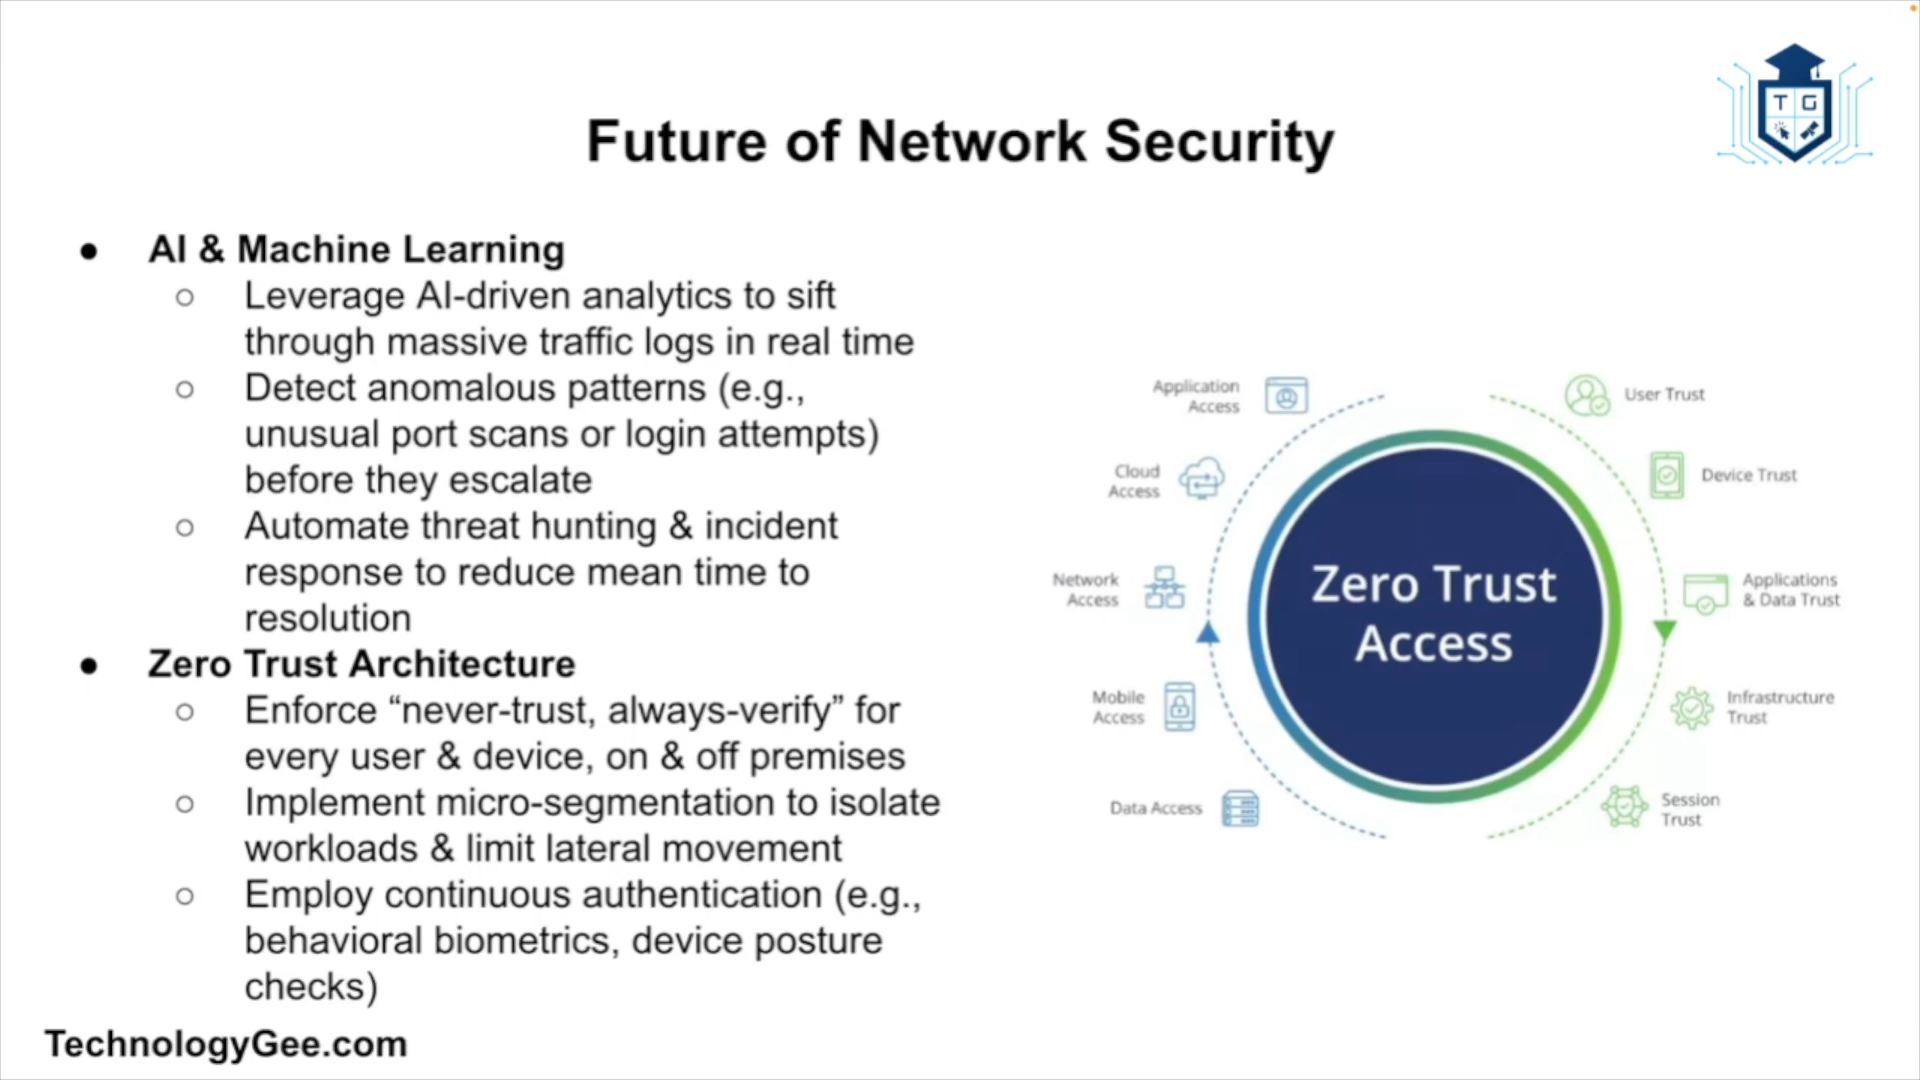 T G
Future of Network Security
● AI & Machine Learning
○ Leverage AI-driven analytics to sift
through massive traffic logs in real time
○ Detect anomalous patterns (e.g.,
unusual port scans or login attempts)
before they escalate
○ Automate threat hunting & incident
response to reduce mean time to
resolution
● Zero Trust Architecture
○ Enforce “never-trust, always-verify” for
every user & device, on & off premises
○ Implement micro-segmentation to isolate
workloads & limit lateral movement
○ Employ continuous authentication (e.g.,
behavioral biometrics, device posture
checks)
Application
Access
Cloud
Access
Network
Access
Mobile
Access
Data Access
Zero Trust
Access
User Trust
Device Trust
Applications
& Data Trust
Infrastructure
Trust
Session
Trust
TechnologyGee.com